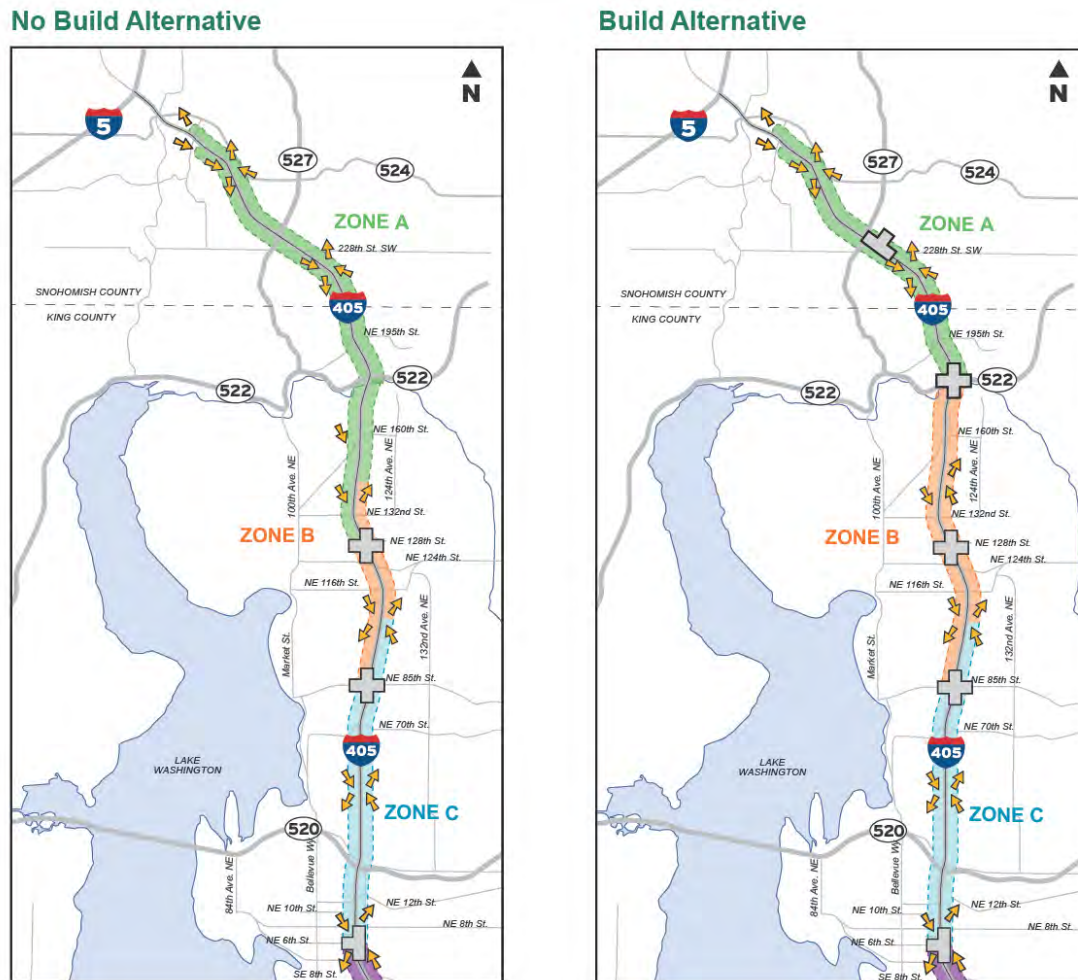 No Build Alternative
N
5
527
524
ZONE A
228th St. SW
SNOHOMISH COUNTY
KING COUNTY
405
NE 195th St.
522
522
NE 160th St.
100th Ave. NE
124th Ave. NE
NE 132nd St.
ZONE B
NE 128th St.
NE 124th St.
NE 116th St.
Market St.
132nd Ave. NE
NE 85th St.
NE 70th St.
405
LAKE
WASHINGTON
ZONE C
520
84th Ave. NE
Bellevue Wy
NE 12th St.
NE 10th St.
NE 8th St.
NE 6th St.
SE 8th St.
Build Alternative
N
5
527
524
ZONE A
228th St. SW
SNOHOMISH COUNTY
KING COUNTY
405
NE 195th St.
522
522
NE 160th St.
100th Ave. NE
124th Ave. NE
NE 132nd St.
ZONE B
NE 128th St.
NE 124th St.
NE 116th St.
Market St.
132nd Ave. NE
NE 85th St.
NE 70th St.
405
LAKE
WASHINGTON
ZONE C
520
84th Ave. NE
Bellevue Wy
NE 12th St.
NE 10th St.
NE 8th St.
NE 6th St.
SE 8th St.